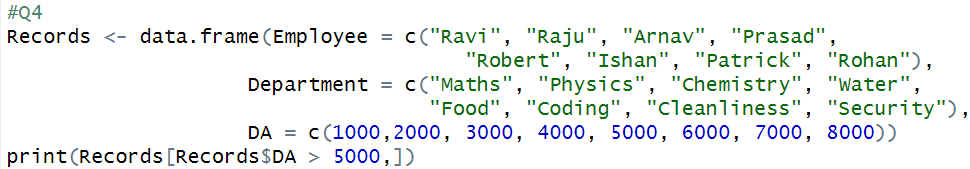 #Q4
Records <- data.frame(Employee = c("Ravi", "Raju", "Arnav", "Prasad",
"Robert", "Ishan", "Patrick", "Rohan"),
Department = c("Maths", "Physics", "Chemistry", "Water",
"Food", "Coding", "Cleanliness", "Security"),
DA = c(1000,2000, 3000, 4000, 5000, 6000, 7000, 8000))
print(Records[Records$DA > 5000,])